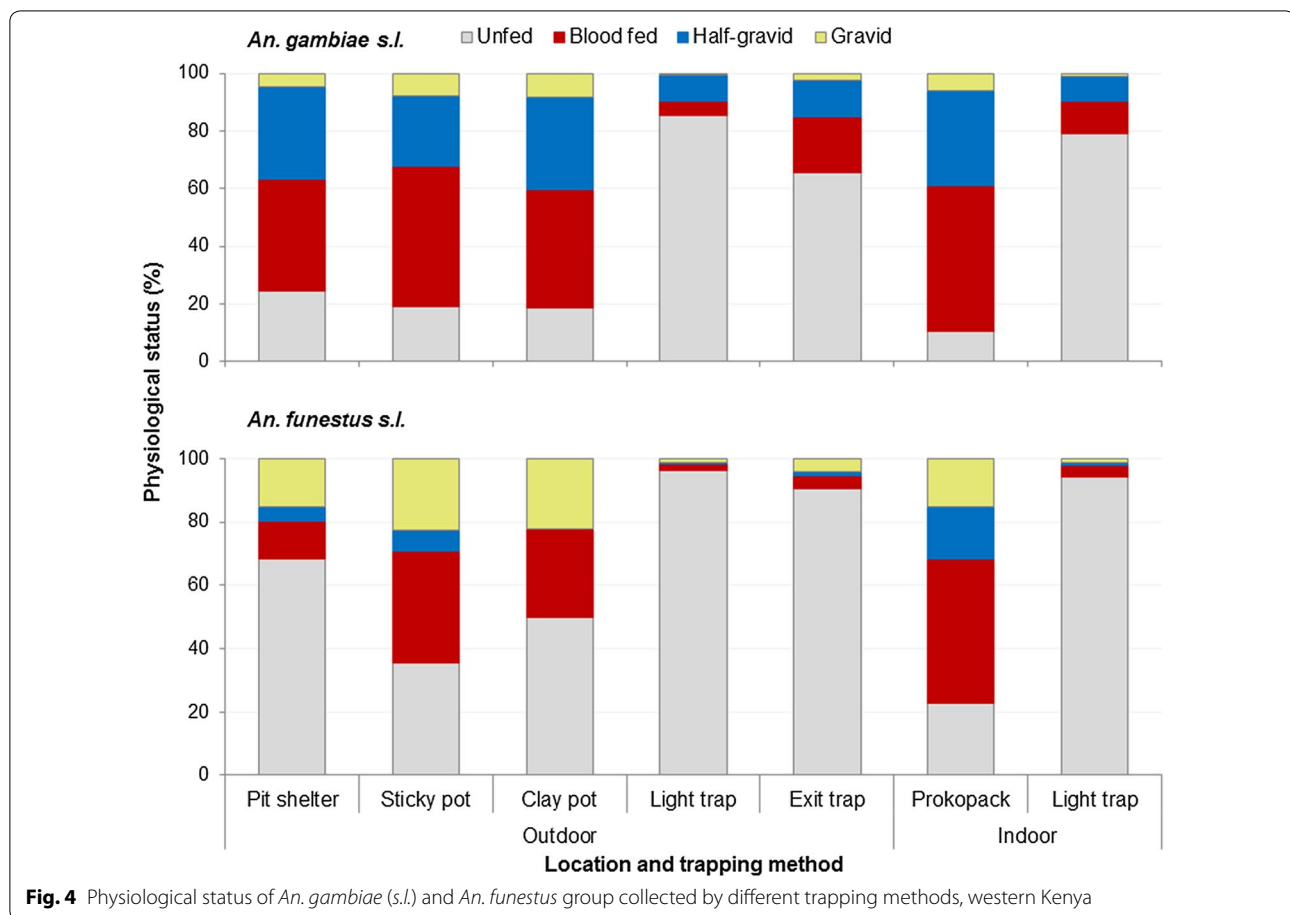 An. gambiae s.l. Unfed Blood fed Half-gravid Gravid
100
80
60
40
20
0
Physiological status (%)
An. funestus s.l.
100
80
60
40
20
0
Pit shelter Sticky pot Clay pot Light trap Exit trap Prokopack Light trap
Outdoor Indoor
Location and trapping method
Fig. 4 Physiological status of An. gambiae (s.l.) and An. funestus group collected by different trapping methods, western Kenya